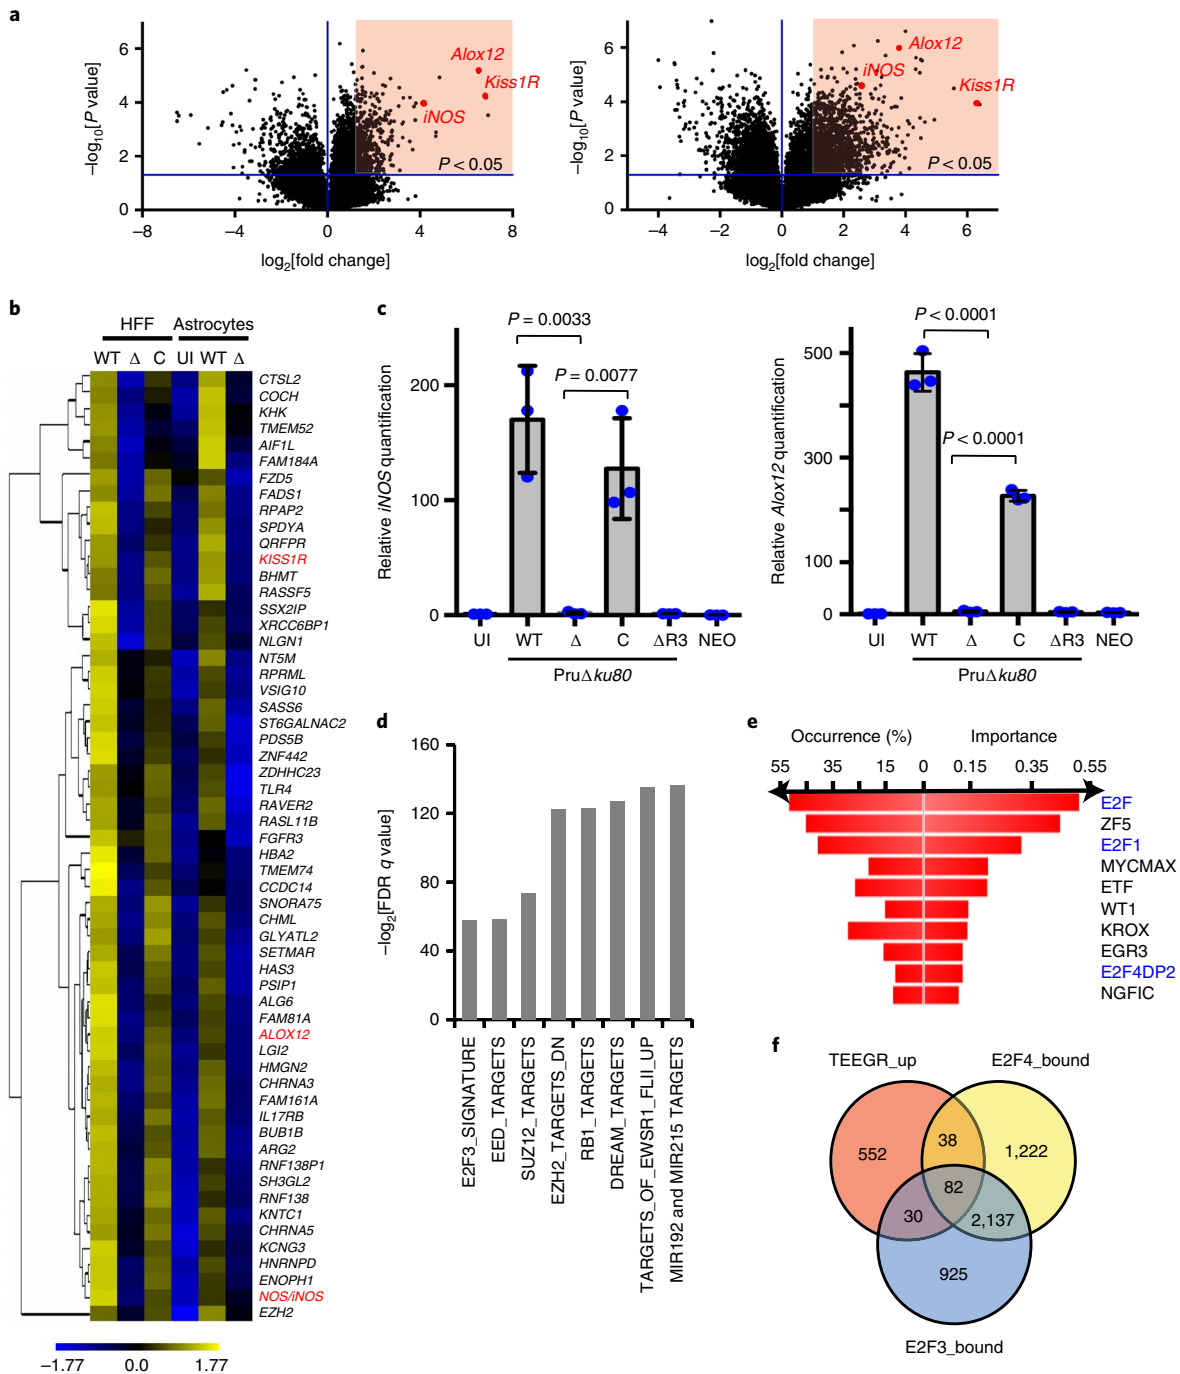 a
−log10[P value]
6
4
2
0
−8
−4
0
4
8
log2[fold change]
Alox12
Kiss1R
iNOS
P < 0.05
−log10[P value]
6
4
2
0
−4
−2
0
2
4
6
log2[fold change]
Alox12
iNOS
Kiss1R
P < 0.05
b
HFF Astrocytes
WT Δ C UI WT Δ
CTSL2
COCH
KHK
TMEM52
AIF1L
FAM184A
FZD5
FADS1
RPAP2
SPDYA
QRFPR
KISS1R
BHMT
RASSF5
SSX2IP
XRCC6BP1
NLGN1
NT5M
RPRML
VSIG10
SASS6
ST6GALNAC2
PDS5B
ZNF442
ZDHHC23
TLR4
RAVER2
RASL11B
FGFR3
HBA2
TMEM74
CCDC14
SNORA75
CHML
GLYATL2
SETMAR
HAS3
PSIP1
ALG6
FAM81A
ALOX12
LGI2
HMGN2
CHRNA3
FAM161A
IL17RB
BUB1B
ARG2
RNF138P1
SH3GL2
RNF138
KNTC1
CHRNA5
KCNG3
HNRNPD
ENOPH1
NOS/iNOS
EZH2
−1.77 0.0 1.77
c
Relative iNOS quantification
200
100
0
P = 0.0033
P = 0.0077
UI WT Δ C ΔR3 NEO
PruΔku80
Relative Alox12 quantification
500
300
100
0
P < 0.0001
P < 0.0001
UI WT Δ C ΔR3 NEO
PruΔku80
d
−log2[FDR q value]
160
120
80
40
0
E2F3_SIGNATURE
EED_TARGETS
SUZ12_TARGETS
EZH2_TARGETS_DN
RB1_TARGETS
DREAM_TARGETS
TARGETS_OF_EWSR1_FLII_UP
MIR192 and MIR215 TARGETS
e
Occurrence (%) Importance
55 35 15 0 0.15 0.35 0.55
E2F
ZF5
E2F1
MYCMAX
ETF
WT1
KROX
EGR3
E2F4DP2
NGFIC
f
TEEGR_up
E2F4_bound
552
38
1,222
82
30
2,137
925
E2F3_bound